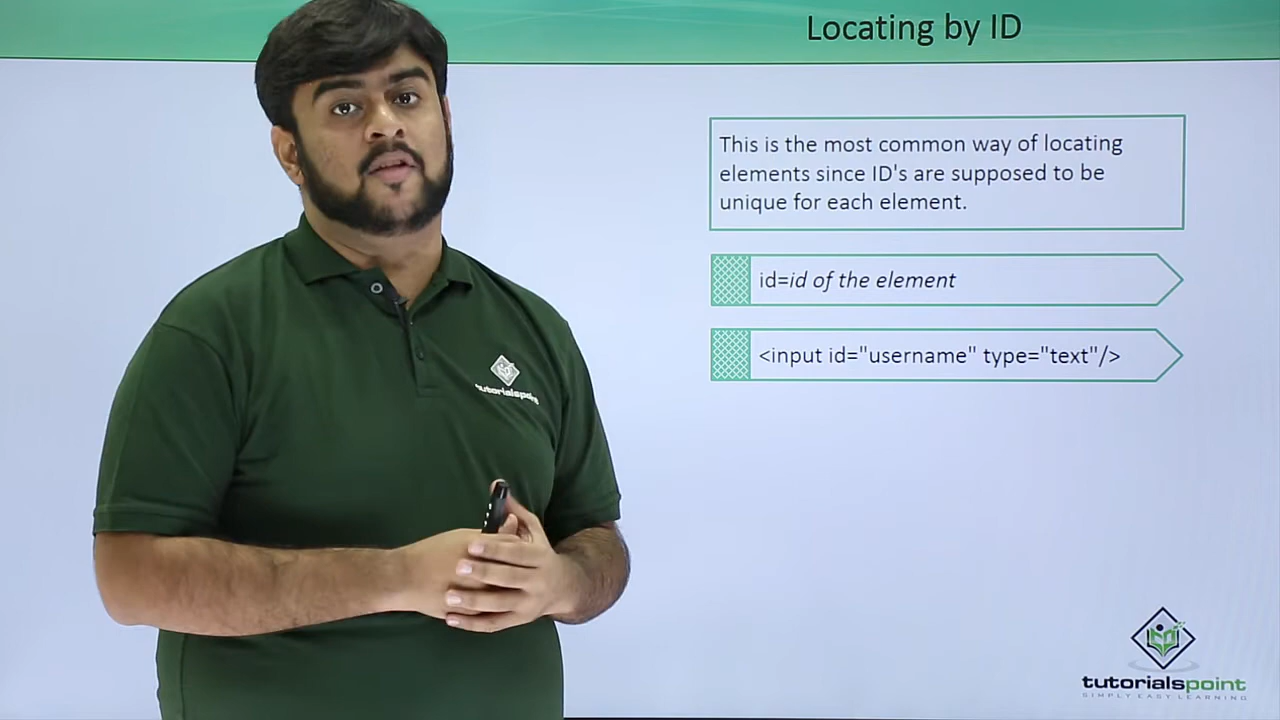 Locating by ID
This is the most common way of locating
elements since ID's are supposed to be
unique for each element.
id=id of the element
<input id="username" type="text"/>
tutorialspoint
tutorialspoint
SIMPLY EASY LEARNING